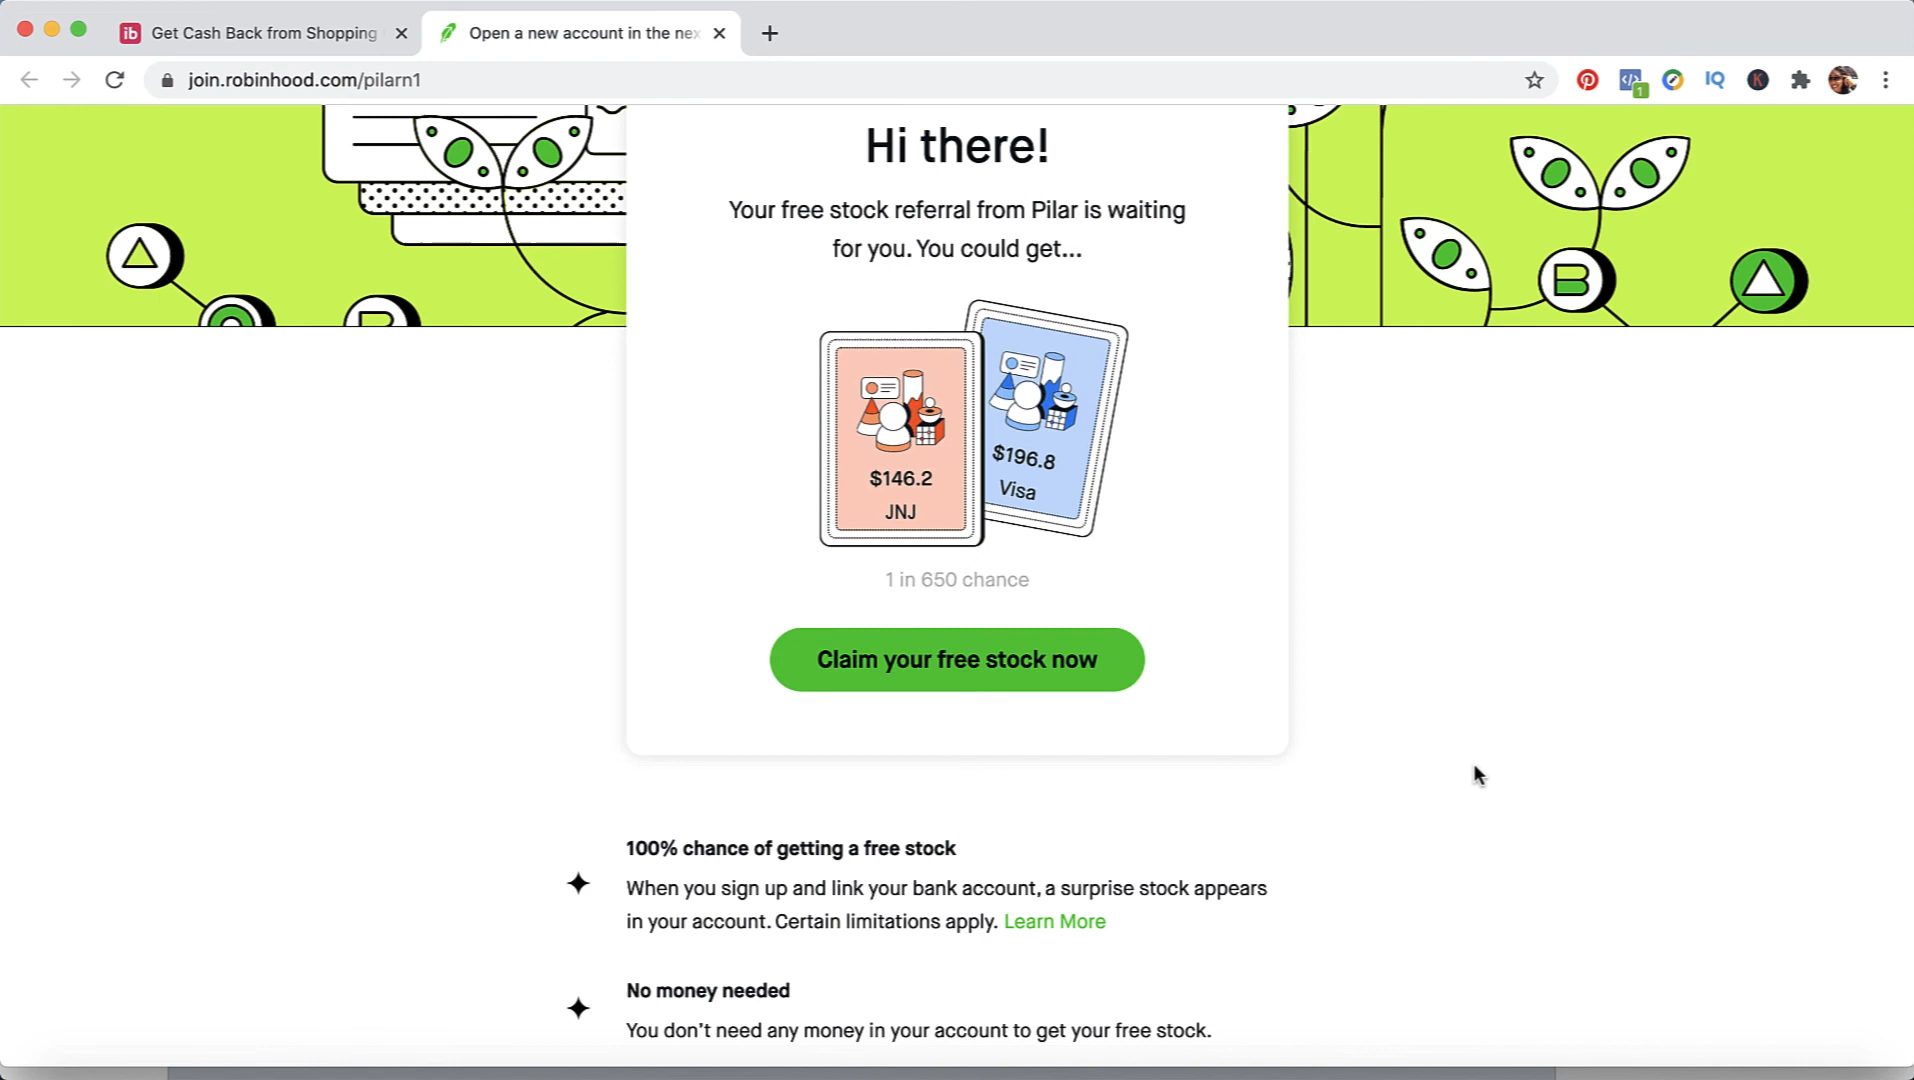 ib Get Cash Back from Shopping
Open a new account in the nex
join.robinhood.com/pilarn1
</> 1 IQ K
Hi there!
Your free stock referral from Pilar is waiting
for you. You could get...
B
$146.2
JNJ
$196.8
Visa
1 in 650 chance
Claim your free stock now
100% chance of getting a free stock
When you sign up and link your bank account, a surprise stock appears
in your account. Certain limitations apply. Learn More
No money needed
You don't need any money in your account to get your free stock.